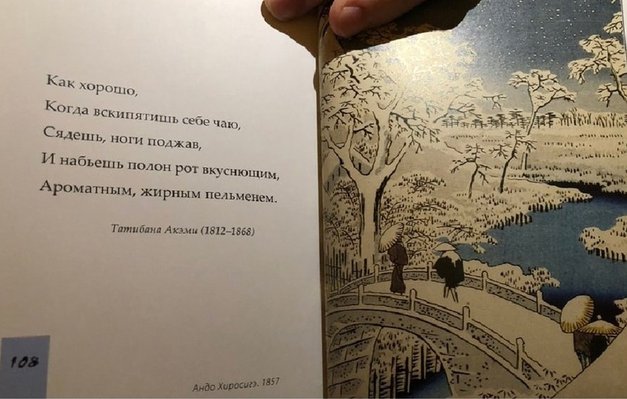 Как хорошо,
Когда вскипятишь себе чаю,
Сядешь, ноги поджав,
И набьешь полон рот вкуснющим,
Ароматным, жирным пельменем.
Татибана Акэми (1812–1868)
108
Андо Хиросигэ. 1857